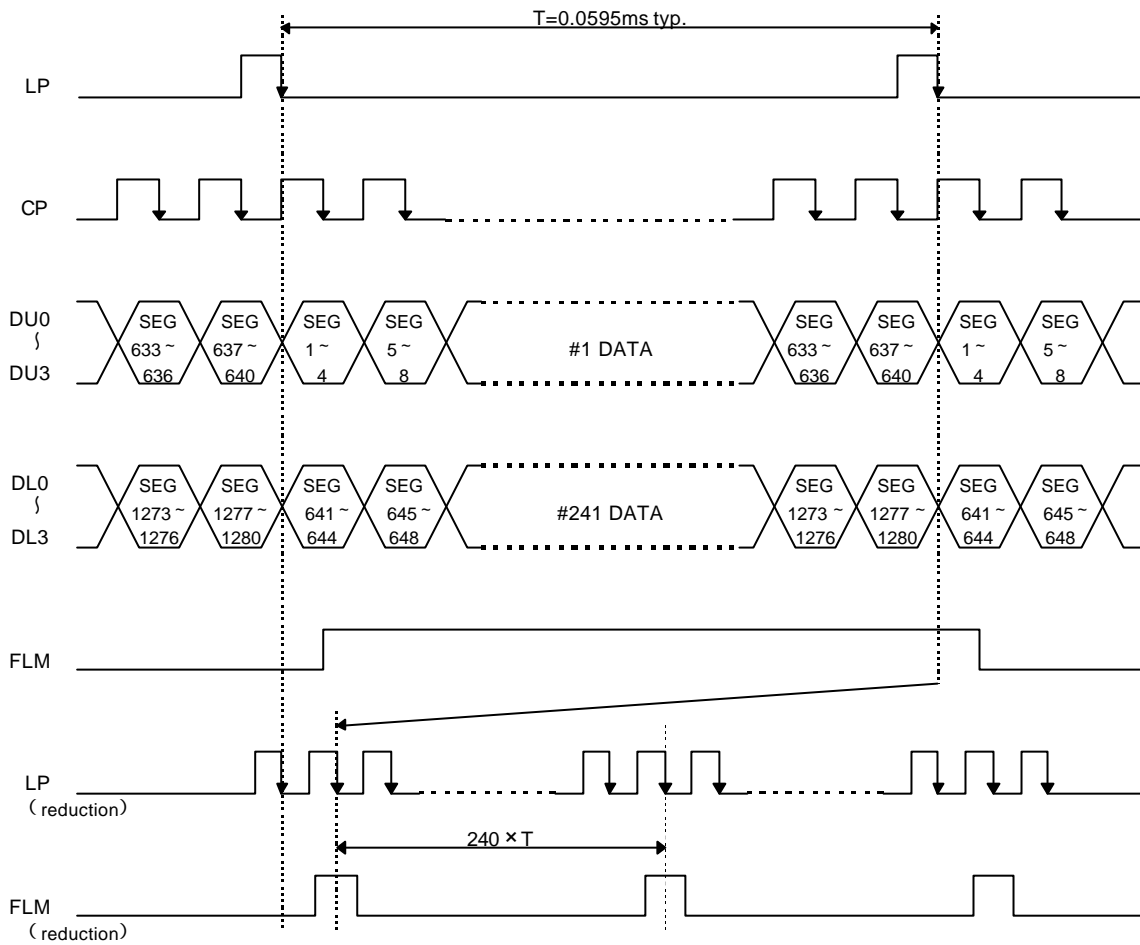 T=0.0595ms typ.
LP
CP
DU0
~
DU3
SEG
633 ~
636
SEG
637 ~
640
SEG
1 ~
4
SEG
5 ~
8
#1 DATA
SEG
633 ~
636
SEG
637 ~
640
SEG
1 ~
4
SEG
5 ~
8
DL0
~
DL3
SEG
1273 ~
1276
SEG
1277 ~
1280
SEG
641 ~
644
SEG
645 ~
648
#241 DATA
SEG
1273 ~
1276
SEG
1277 ~
1280
SEG
641 ~
644
SEG
645 ~
648
FLM
LP
(reduction)
240 × T
FLM
(reduction)